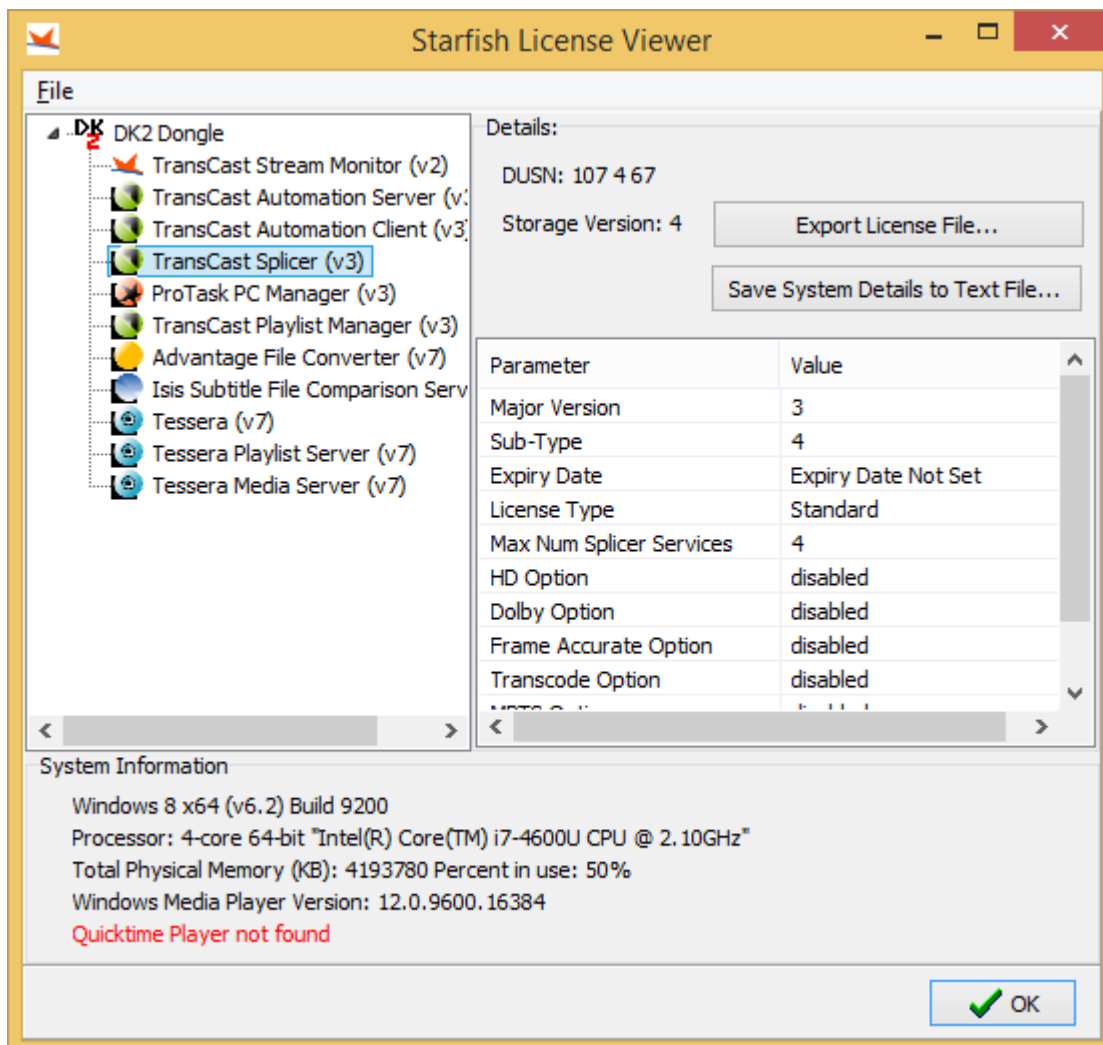 Starfish License Viewer
File
DK2 Dongle
TransCast Stream Monitor (v2)
TransCast Automation Server (v
TransCast Automation Client (v3
TransCast Splicer (v3)
ProTask PC Manager (v3)
TransCast Playlist Manager (v3)
Advantage File Converter (v7)
Isis Subtitle File Comparison Serv
Tessera (v7)
Tessera Playlist Server (v7)
Tessera Media Server (v7)
Details:
DUSN: 107 4 67
Storage Version: 4
Export License File...
Save System Details to Text File...
Parameter Value
Major Version 3
Sub-Type 4
Expiry Date Expiry Date Not Set
License Type Standard
Max Num Splicer Services 4
HD Option disabled
Dolby Option disabled
Frame Accurate Option disabled
Transcode Option disabled
System Information
Windows 8 x64 (v6.2) Build 9200
Processor: 4-core 64-bit "Intel(R) Core(TM) i7-4600U CPU @ 2.10GHz"
Total Physical Memory (KB): 4193780 Percent in use: 50%
Windows Media Player Version: 12.0.9600.16384
Quicktime Player not found
OK